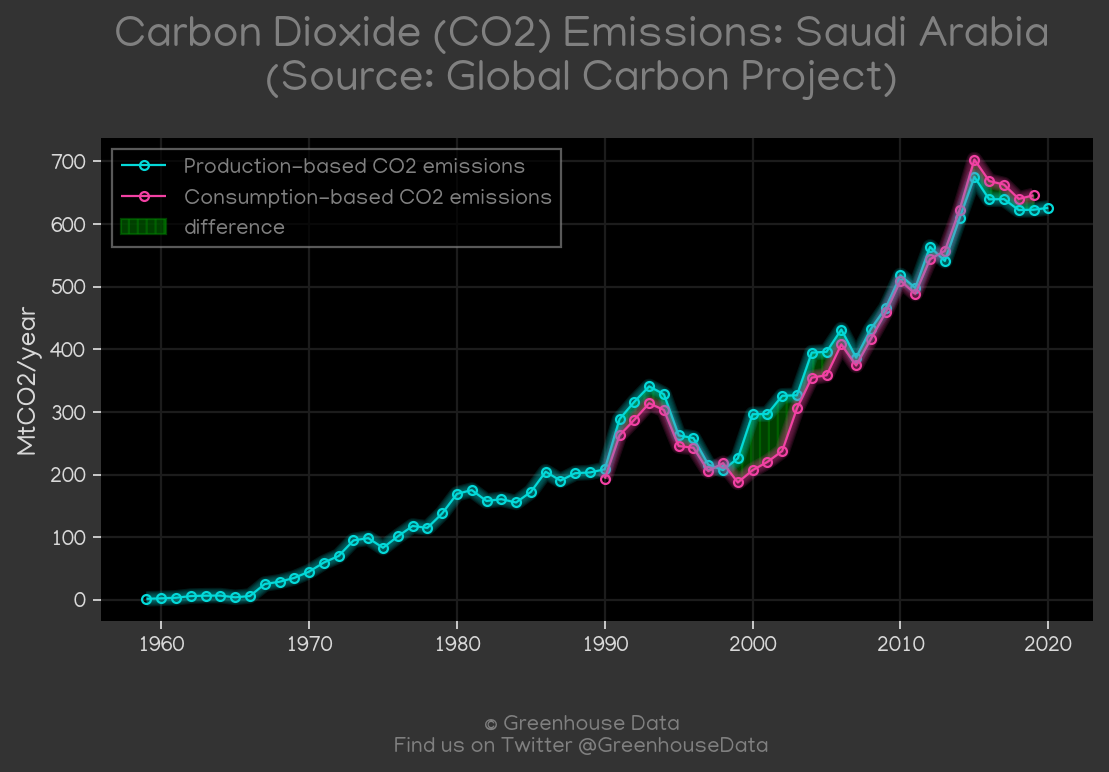 Carbon Dioxide (CO2) Emissions: Saudi Arabia
(Source: Global Carbon Project)
Production-based CO2 emissions
Consumption-based CO2 emissions
difference
MtCO2/year
700
600
500
400
300
200
100
0
1960 1970 1980 1990 2000 2010 2020
© Greenhouse Data
Find us on Twitter @GreenhouseData